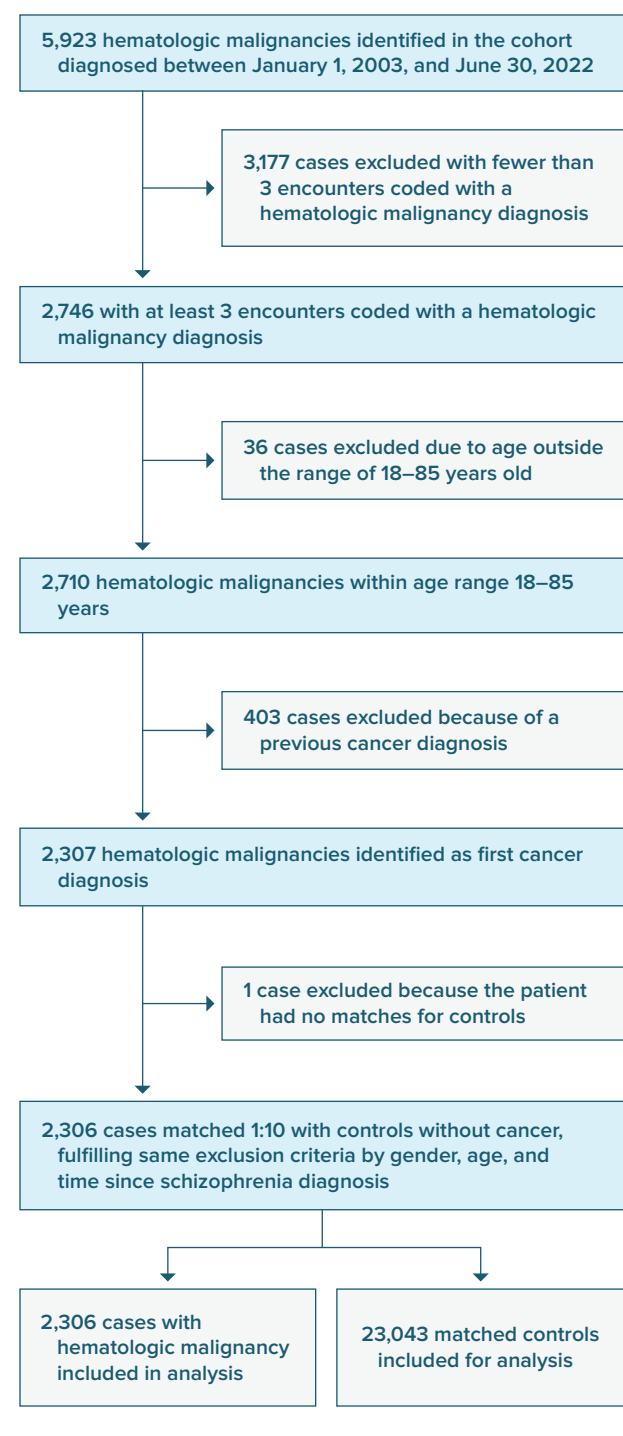 5,923 hematologic malignancies identified in the cohort
diagnosed between January 1, 2003, and June 30, 2022
3,177 cases excluded with fewer than
3 encounters coded with a
hematologic malignancy diagnosis
2,746 with at least 3 encounters coded with a hematologic
malignancy diagnosis
36 cases excluded due to age outside
the range of 18–85 years old
2,710 hematologic malignancies within age range 18–85
years
403 cases excluded because of a
previous cancer diagnosis
2,307 hematologic malignancies identified as first cancer
diagnosis
1 case excluded because the patient
had no matches for controls
2,306 cases matched 1:10 with controls without cancer,
fulfilling same exclusion criteria by gender, age, and
time since schizophrenia diagnosis
2,306 cases with
hematologic malignancy
included in analysis
23,043 matched controls
included for analysis